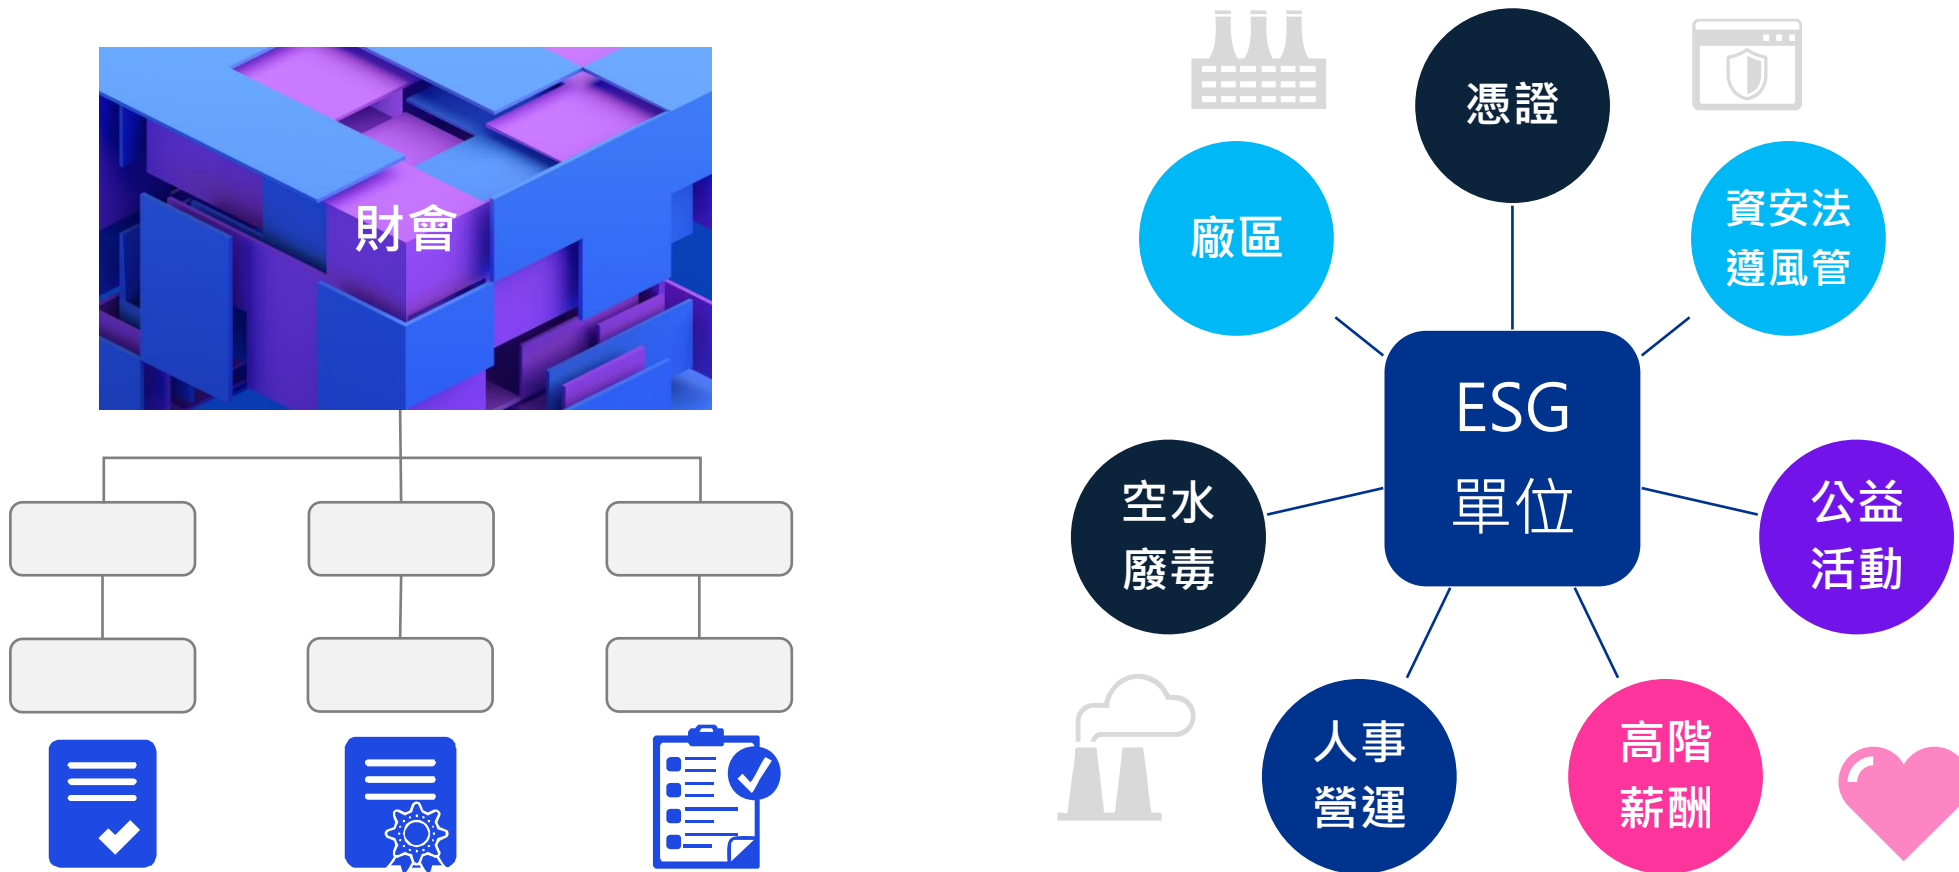 財會
憑證
廠區
資安法
遵風管
ESG
單位
空水
廢毒
公益
活動
人事
營運
高階
薪酬